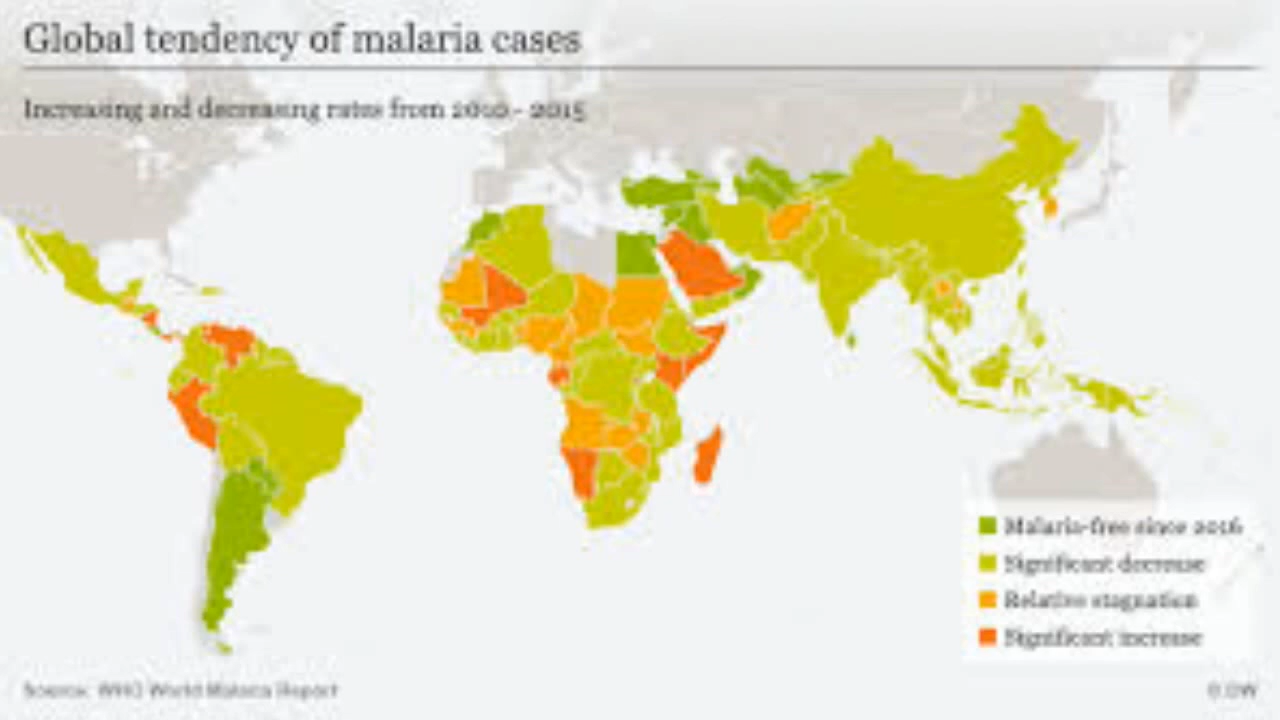 Global tendency of malaria cases
Increasing and decreasing rates from 2010 - 2015
Malaria-free since 2016
Significant decrease
Relative stagnation
Significant increase
Source: WHO World Malaria Report
© DW